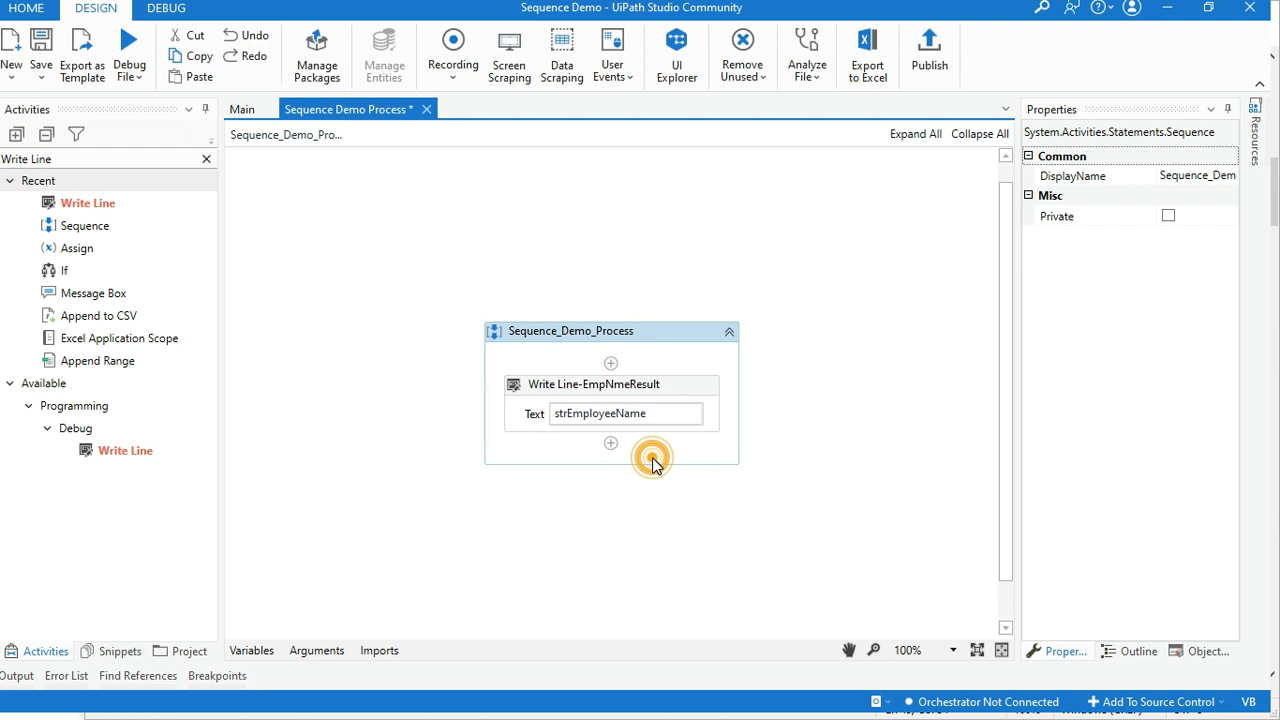 HOME DESIGN DEBUG Sequence Demo - UiPath Studio Community
New Save Export as Template Debug File Cut Copy Paste Undo Redo Manage Packages Manage Entities Recording Screen Scraping Data Scraping User Events UI Explorer Remove Unused Analyze File Export to Excel Publish
Activities
Write Line
Recent
Write Line
Sequence
Assign
If
Message Box
Append to CSV
Excel Application Scope
Append Range
Available
Programming
Debug
Write Line
Activities Snippets Project
Main Sequence Demo Process *
Sequence_Demo_Pro... Expand All Collapse All
Sequence_Demo_Process
Write Line-EmpNmeResult
Text strEmployeeName
Variables Arguments Imports 100%
Properties
System.Activities.Statements.Sequence
Common
DisplayName Sequence_Dem
Misc
Private
Resources
Proper... Outline Object...
Output Error List Find References Breakpoints
Orchestrator Not Connected Add To Source Control VB